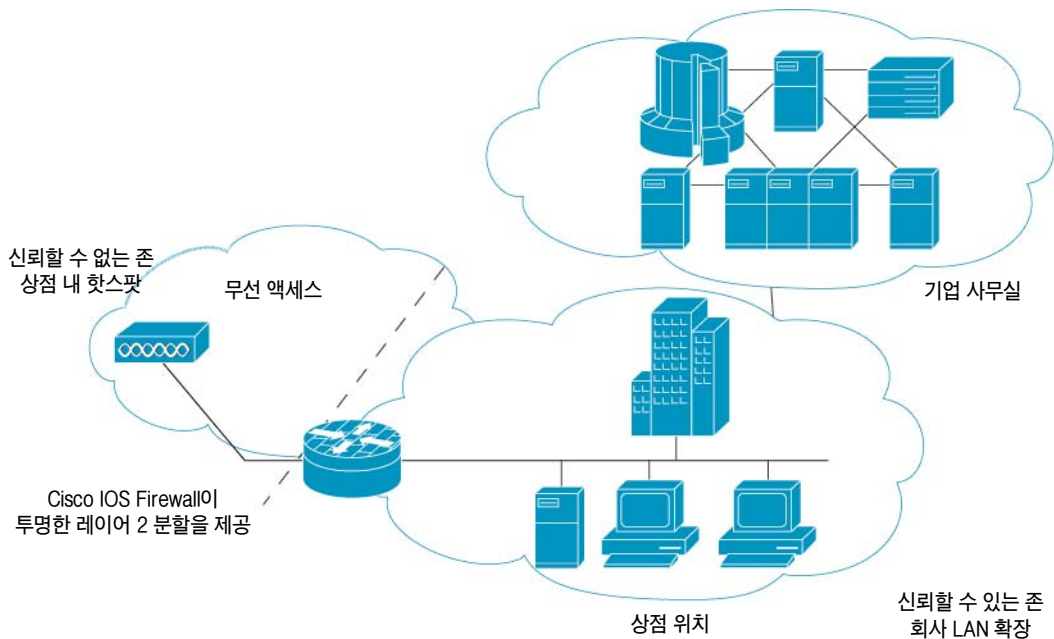 신뢰할 수 없는 존
상점 내 핫스팟
무선 액세스
기업 사무실
Cisco IOS Firewall이
투명한 레이어 2 분할을 제공
상점 위치
신뢰할 수 있는 존
회사 LAN 확장